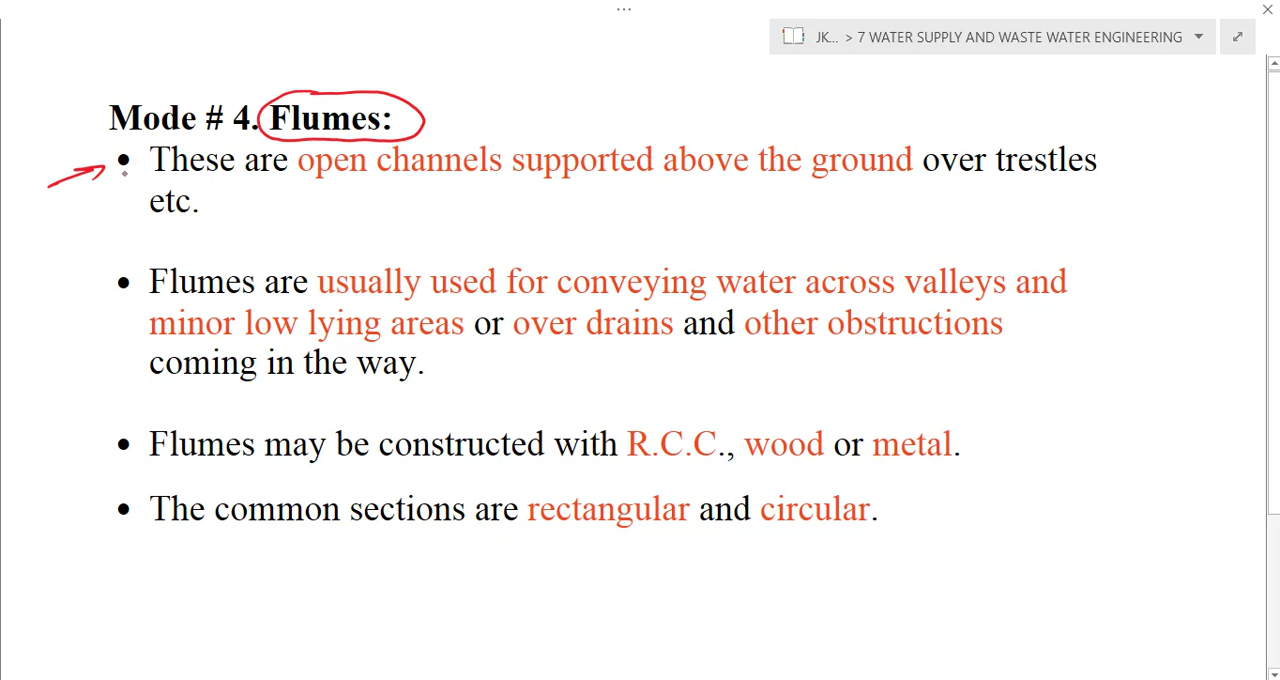 ...
JK... > 7 WATER SUPPLY AND WASTE WATER ENGINEERING
Mode # 4. Flumes:
• These are open channels supported above the ground over trestles
etc.
• Flumes are usually used for conveying water across valleys and
minor low lying areas or over drains and other obstructions
coming in the way.
• Flumes may be constructed with R.C.C., wood or metal.
• The common sections are rectangular and circular.